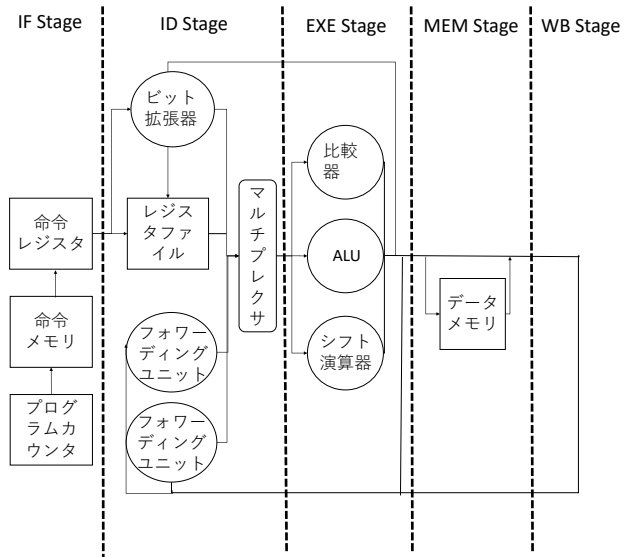 IF Stage
ID Stage
EXE Stage
MEM Stage
WB Stage
ビット
拡張器
比較
器
マ
ル
チ
プ
レ
ク
サ
命令
レジスタ
レジス
タファ
イル
ALU
命令
メモリ
データ
メモリ
フォワー
ディング
ユニット
シフト
演算器
プログ
ラムカ
ウンタ
フォワー
ディング
ユニット